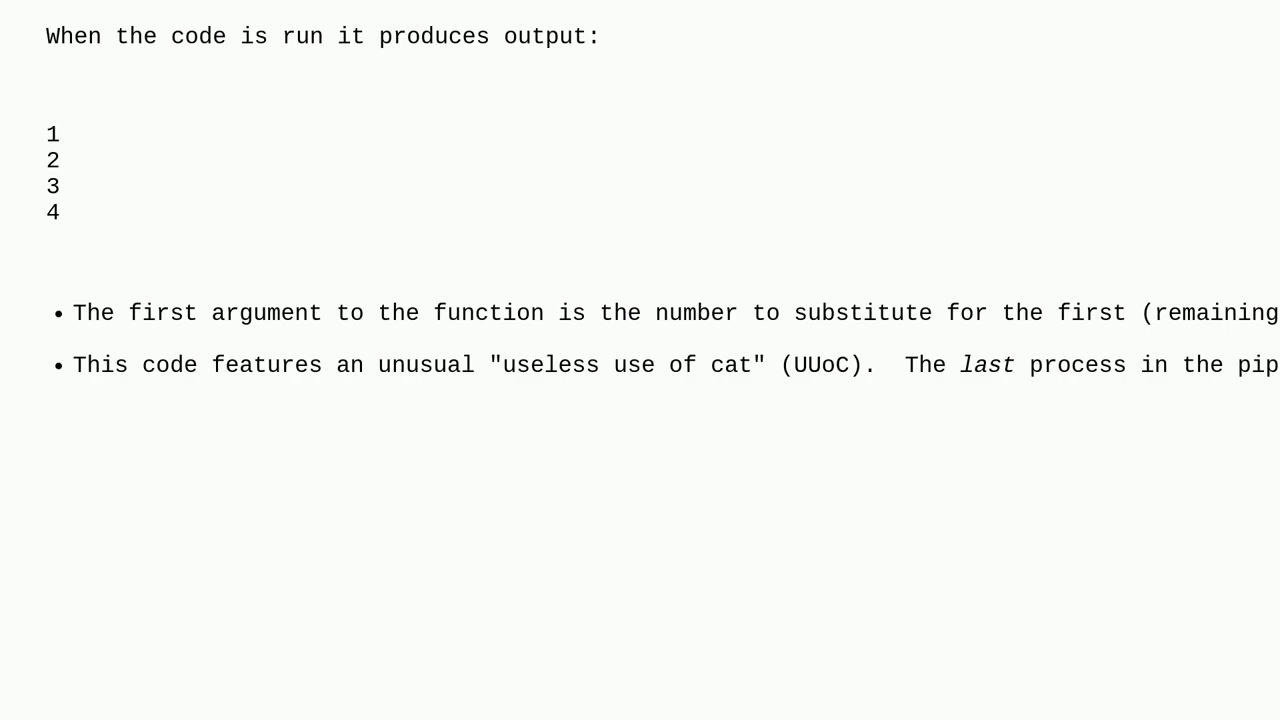 When the code is run it produces output:
1
2
3
4
• The first argument to the function is the number to substitute for the first (remaining
• This code features an unusual "useless use of cat" (UUoC).  The last process in the pip